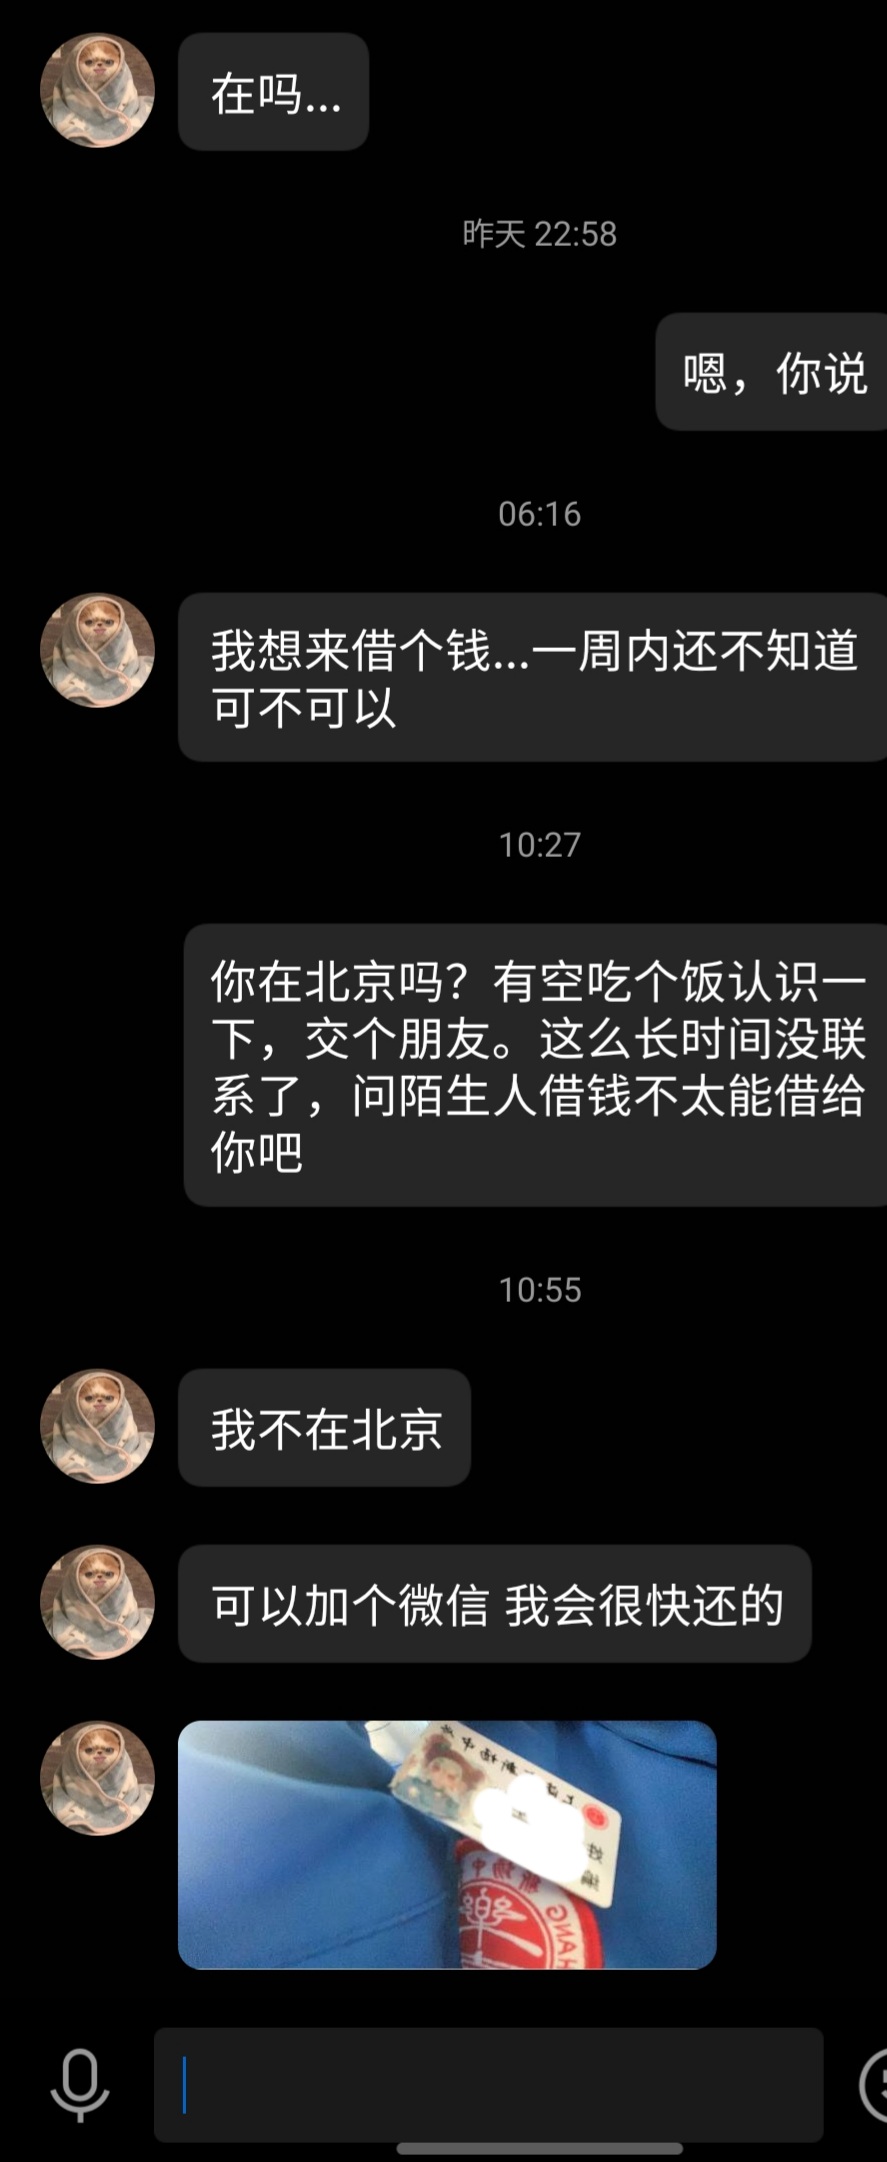 在吗...
昨天 22:58
嗯，你说
06:16
我想来借个钱...一周内还不知道
可不可以
10:27
你在北京吗？有空吃个饭认识一
下，交个朋友。这么长时间没联
系了，问陌生人借钱不太能借给
你吧
10:55
我不在北京
可以加个微信 我会很快还的